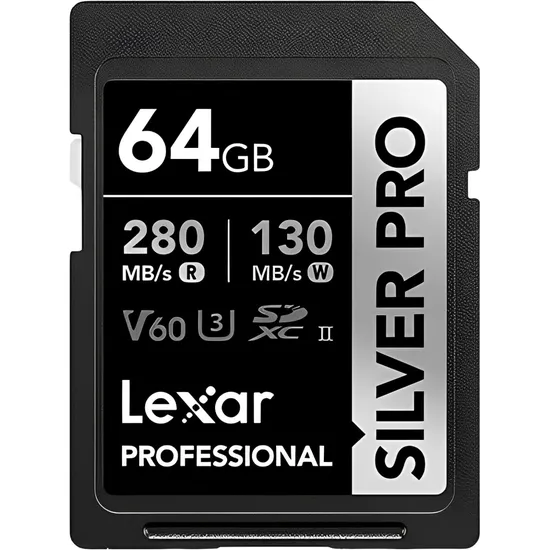 64GB
280 130
MB/s R MB/s W
V60 U3 SDXC II
Lexar
PROFESSIONAL
SILVER PRO